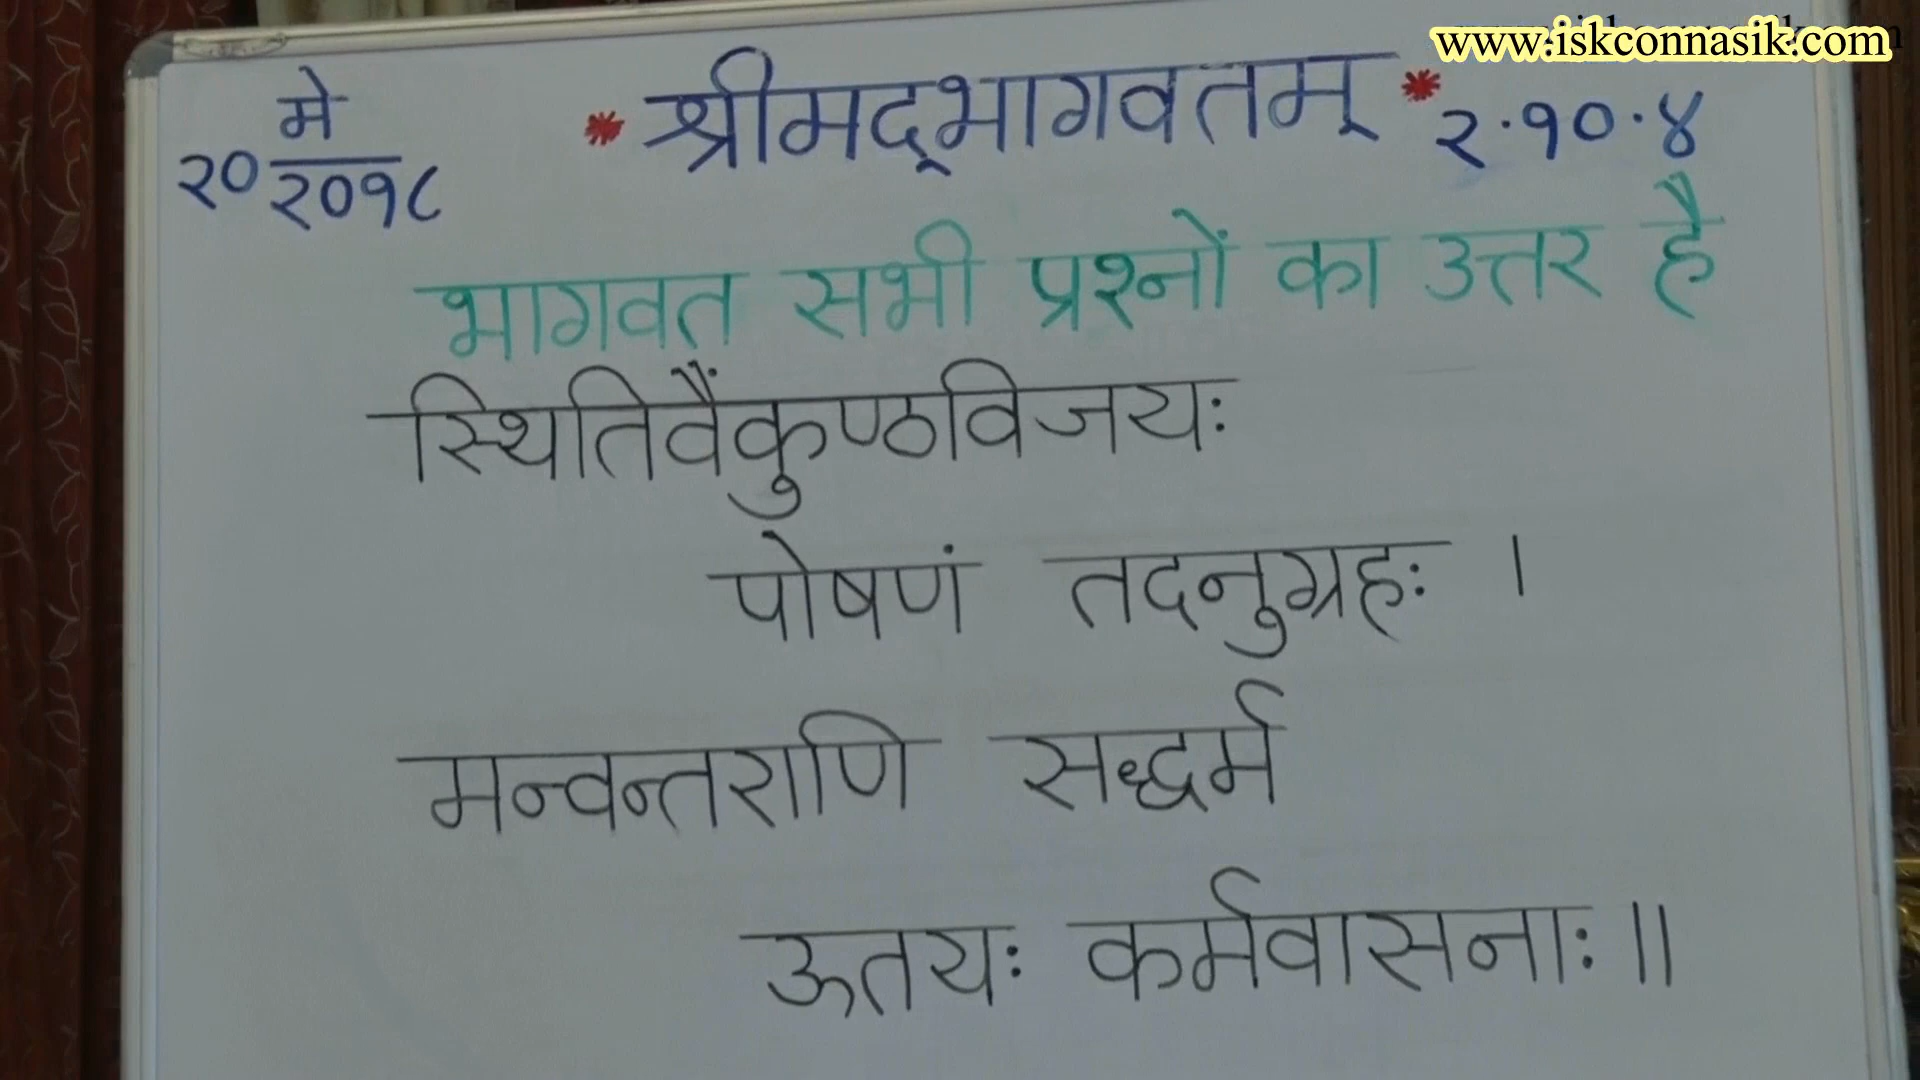 www.iskconnasik.com
मे
२० २०१८
* श्रीमद्भागवतम् * २.१०.४
भागवत सभी प्रश्नों का उत्तर है
स्थितिर्वैकुण्ठविजयः
पोषणं तदनुग्रहः ।
मन्वन्तराणि सद्धर्म
ऊतयः कर्मवासनाः ॥